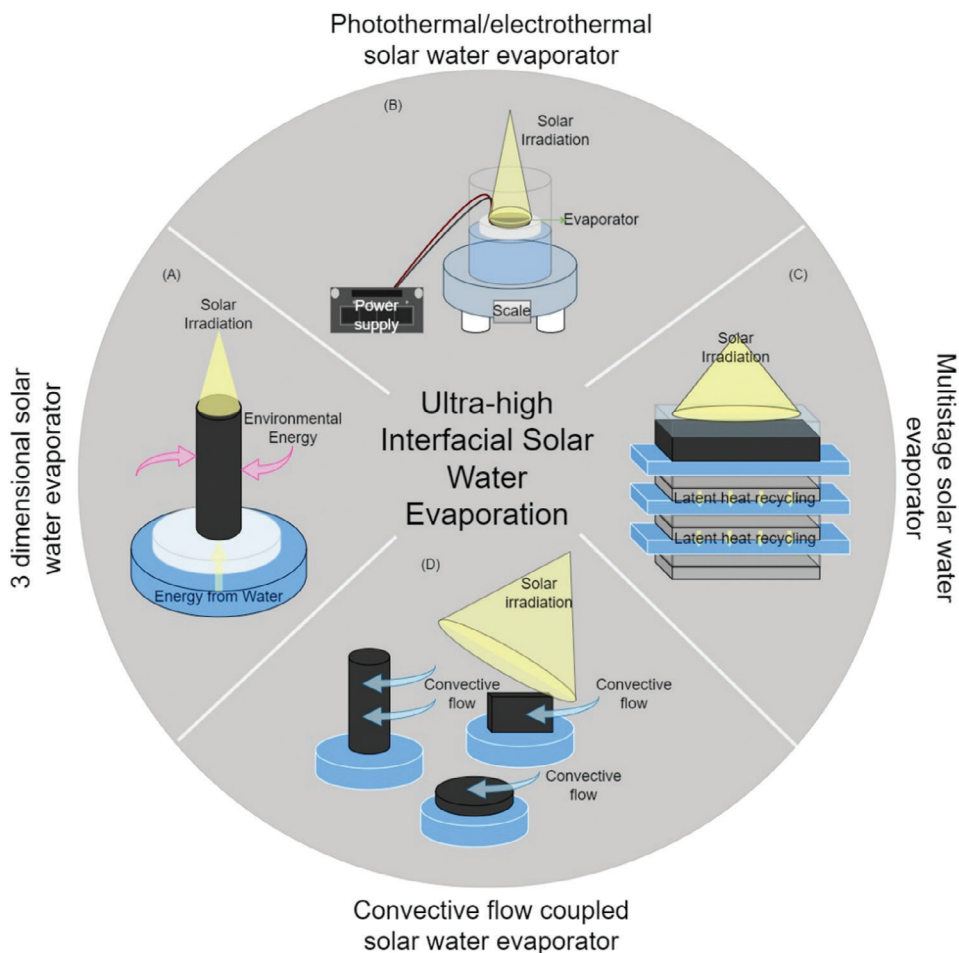 Photothermal/electrothermal
solar water evaporator
(B)
Solar
Irradiation
Evaporator
Power
supply
Scale
(A)
Solar
Irradiation
Environmental
Energy
Energy from Water
3 dimensional solar
water evaporator
Ultra-high
Interfacial Solar
Water
Evaporation
(C)
Solar
Irradiation
Latent heat recycling
Latent heat recycling
Multistage solar water
evaporator
(D)
Solar
irradiation
Convective
flow
Convective
flow
Convective
flow
Convective flow coupled
solar water evaporator